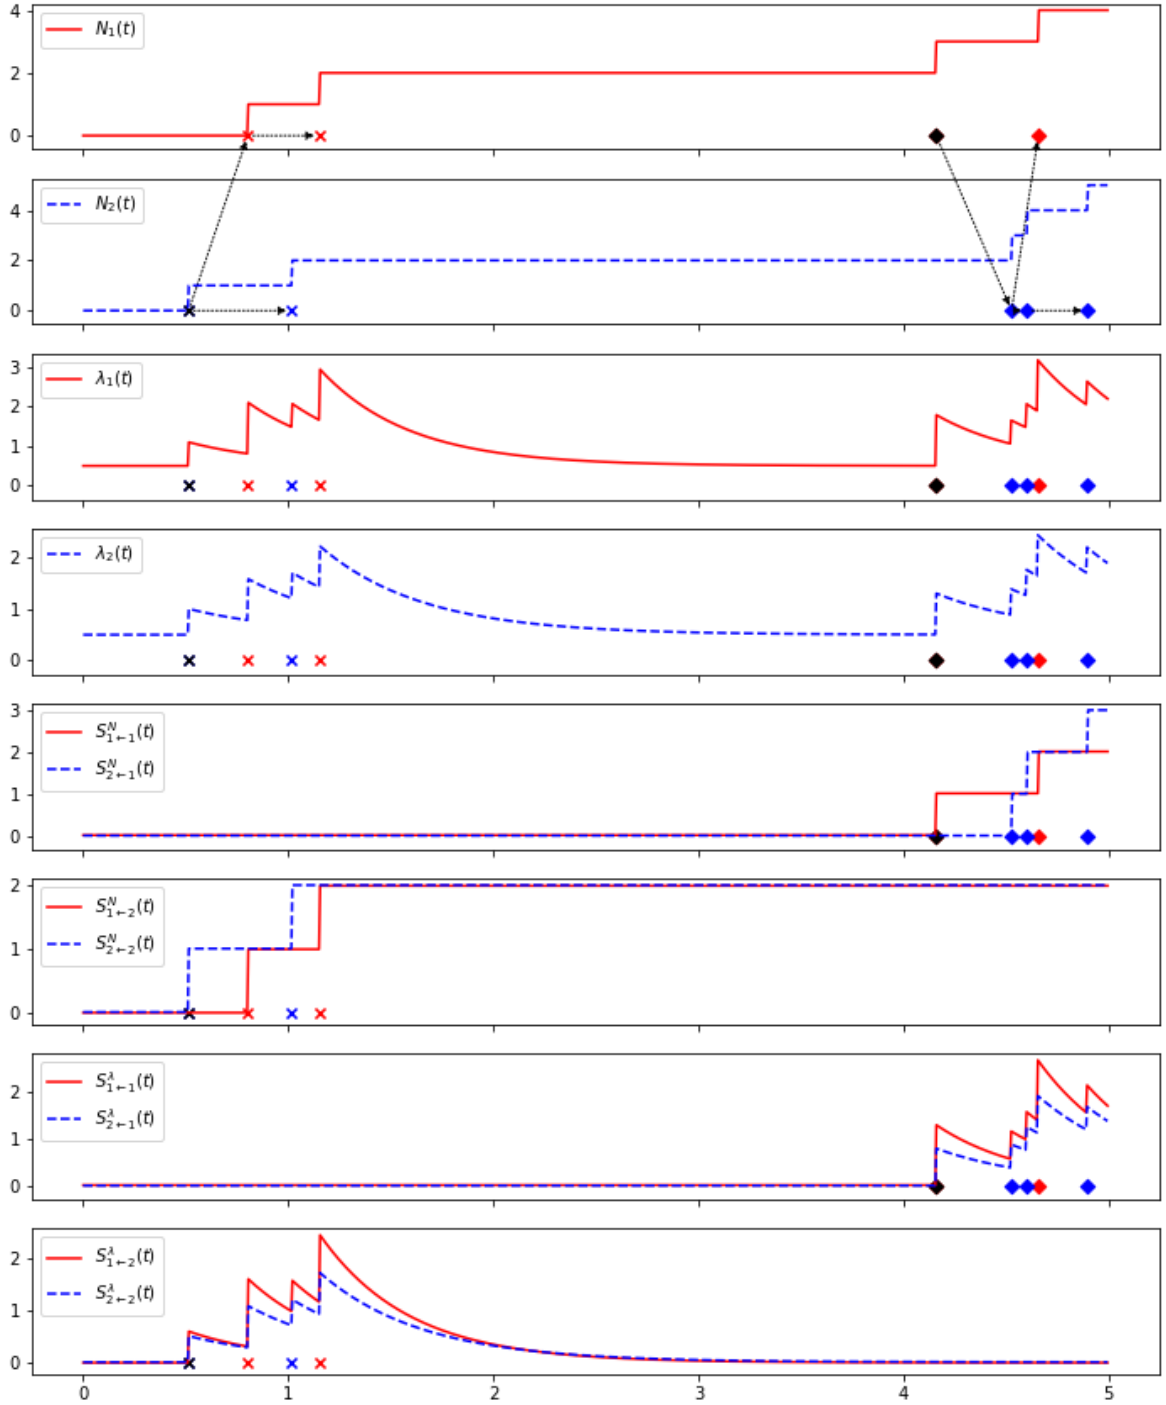 4
2
0
N₁(t)
4
2
0
N₂(t)
3
2
1
0
λ₁(t)
2
1
0
λ₂(t)
3
2
1
0
S^N_{1←1}(t)
S^N_{2←1}(t)
2
1
0
S^N_{1←2}(t)
S^N_{2←2}(t)
2
1
0
S^λ_{1←1}(t)
S^λ_{2←1}(t)
2
1
0
S^λ_{1←2}(t)
S^λ_{2←2}(t)
0 1 2 3 4 5